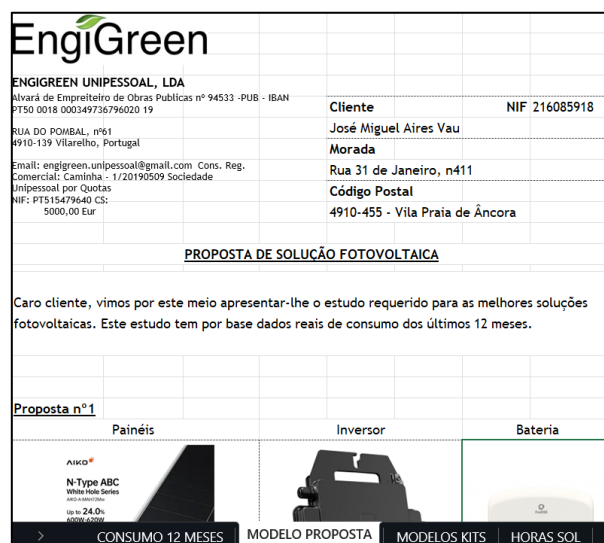 EngiGreen
ENGIGREEN UNIPESSOAL, LDA
Alvará de Empreiteiro de Obras Publicas nº 94533 -PUB - IBAN
PT50 0018 000349736796020 19
RUA DO POMBAL, nº61
4910-139 Vilarelho, Portugal
Email: engigreen.unipessoal@gmail.com Cons. Reg.
Comercial: Caminha - 1/20190509 Sociedade
Unipessoal por Quotas
NIF: PT515479640 CS:
5000,00 Eur
Cliente NIF 216085918
José Miguel Aires Vau
Morada
Rua 31 de Janeiro, n411
Código Postal
4910-455 - Vila Praia de Âncora
PROPOSTA DE SOLUÇÃO FOTOVOLTAICA
Caro cliente, vimos por este meio apresentar-lhe o estudo requerido para as melhores soluções
fotovoltaicas. Este estudo tem por base dados reais de consumo dos últimos 12 meses.
Proposta nº1
Painéis Inversor Bateria
AIKO
N-Type ABC
White Hole Series
Up to 24.0%
600W-620W
CONSUMO 12 MESES MODELO PROPOSTA MODELOS KITS HORAS SOL